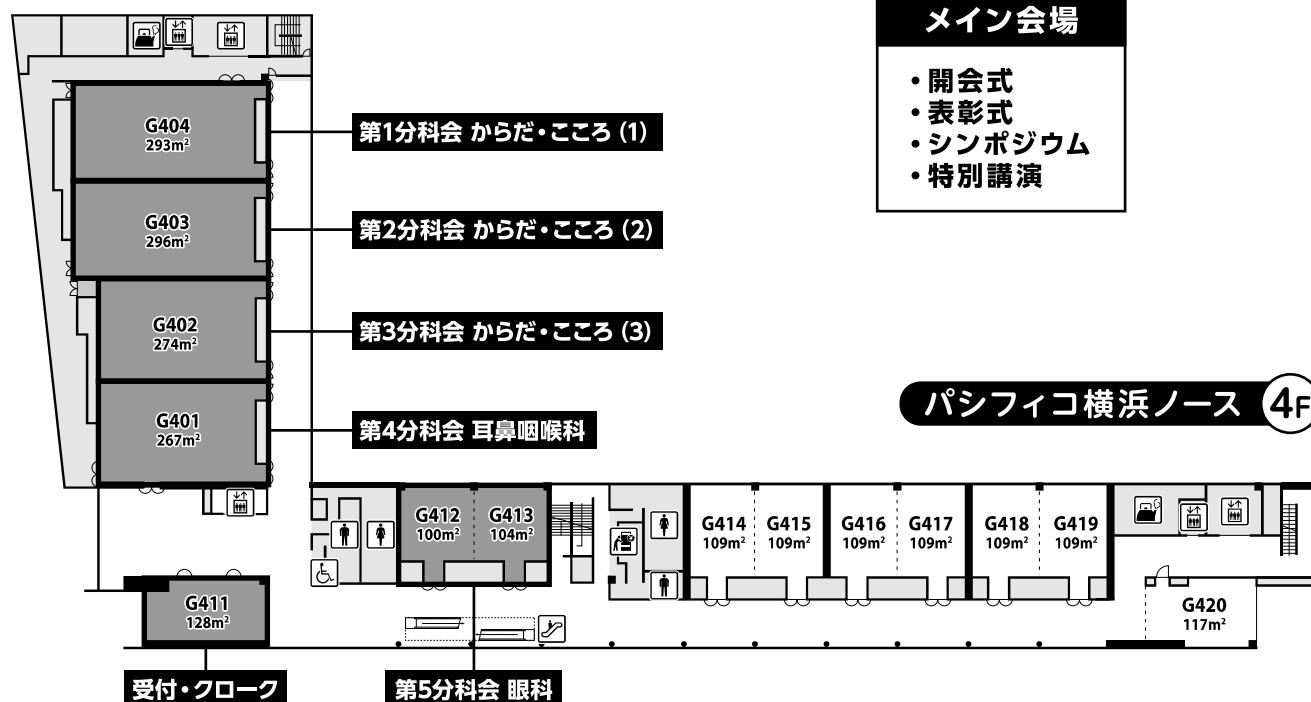 メイン会場
・開会式
・表彰式
・シンポジウム
・特別講演
G404
293m²
第1分科会 からだ・こころ（1）
G403
296m²
第2分科会 からだ・こころ（2）
G402
274m²
第3分科会 からだ・こころ（3）
パシフィコ横浜ノース 4F
G401
267m²
第4分科会 耳鼻咽喉科
G412
100m²
G413
104m²
G414
109m²
G415
109m²
G416
109m²
G417
109m²
G418
109m²
G419
109m²
G411
128m²
G420
117m²
受付・クローク
第5分科会 眼科